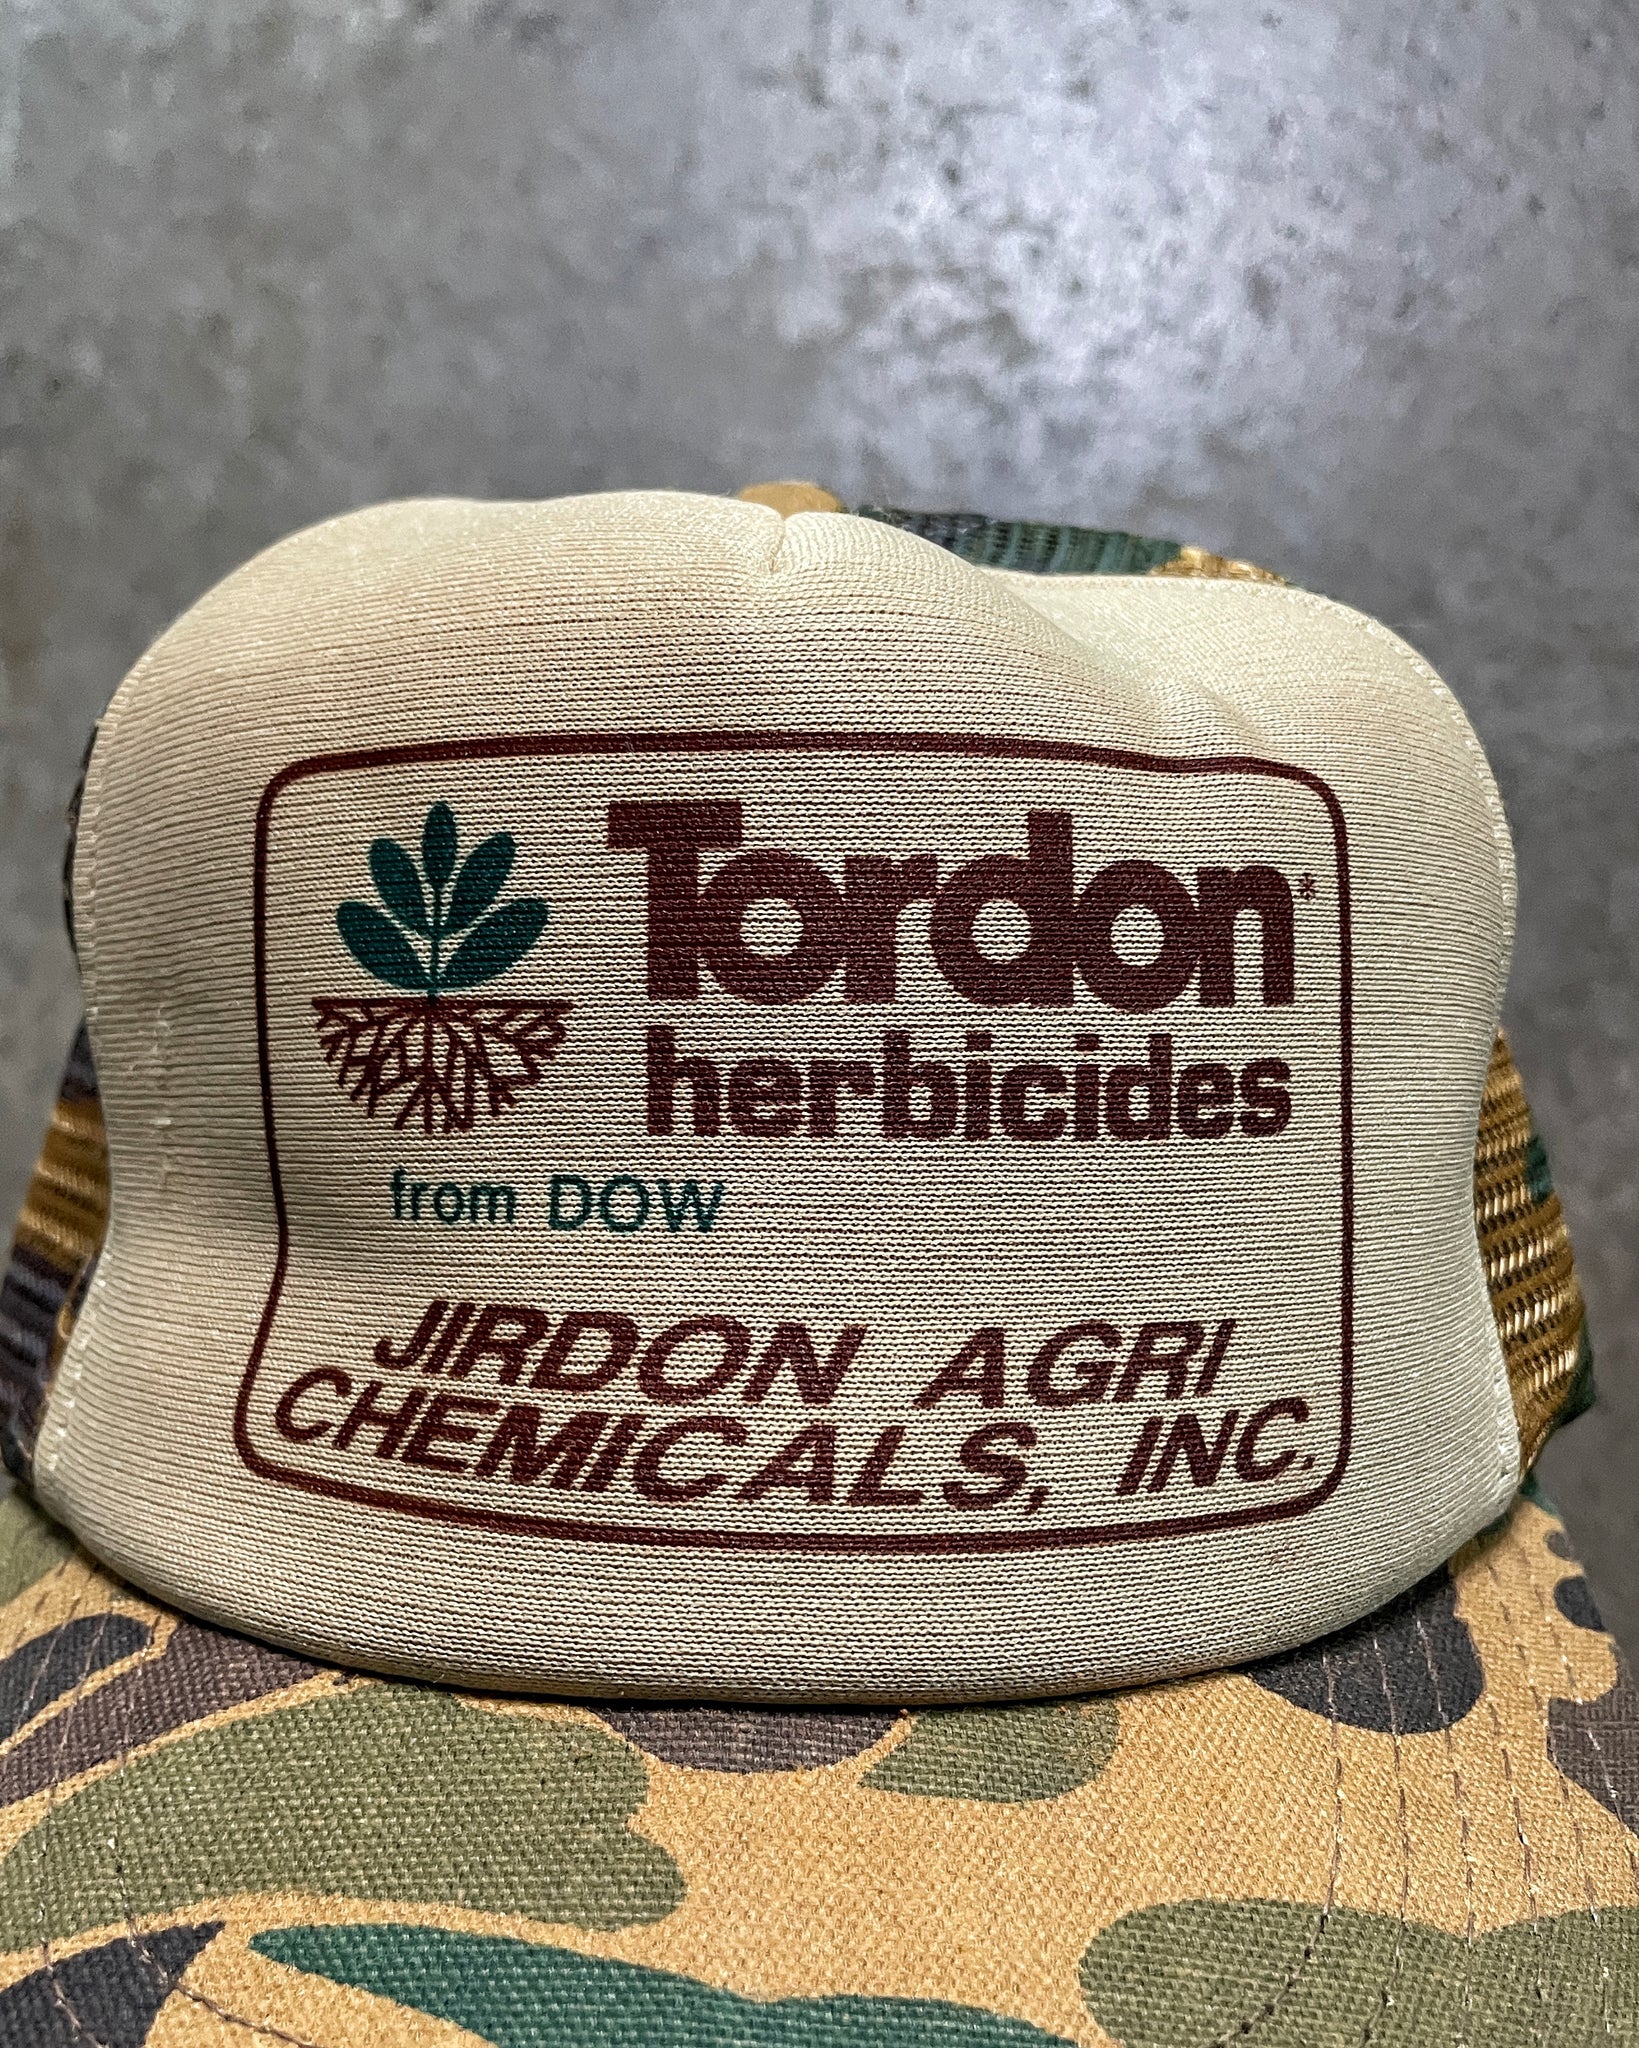 Tordon*
herbicides
from DOW
JIRDON AGRI
CHEMICALS, INC.